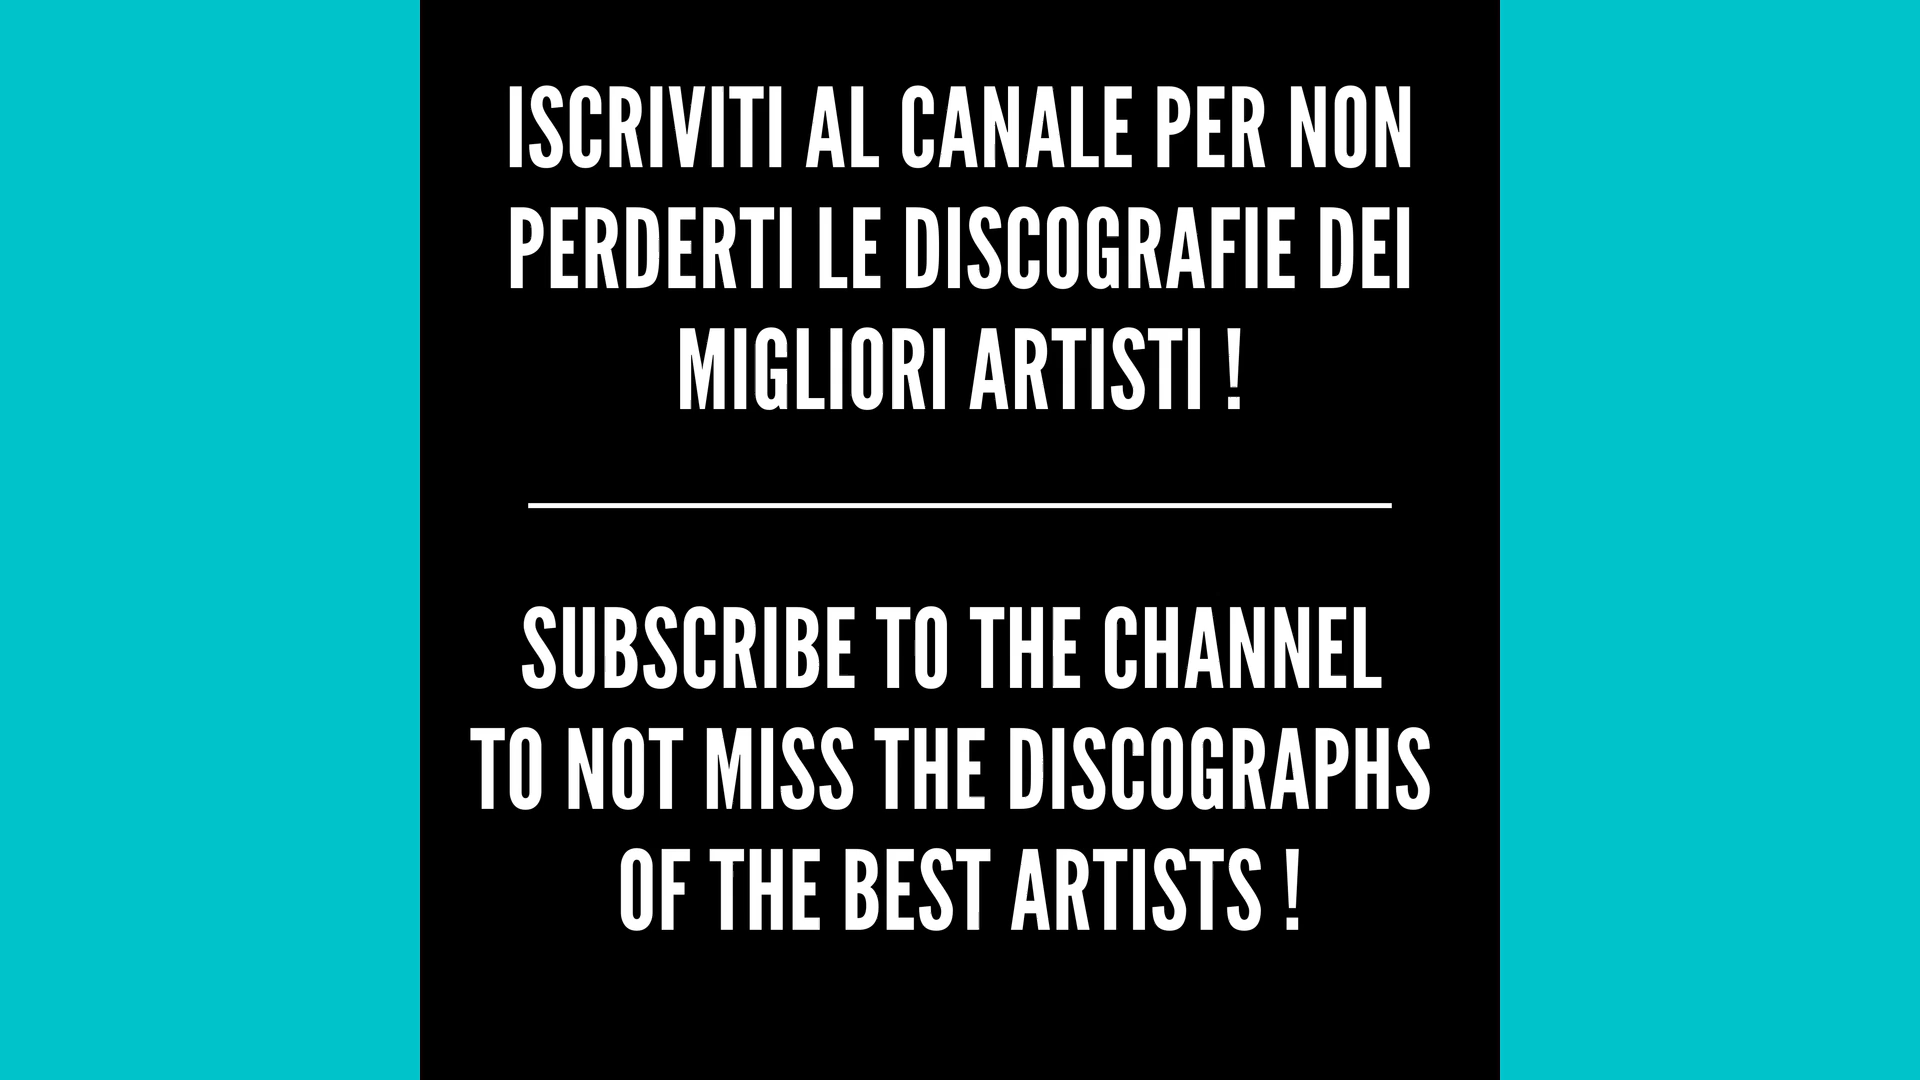 ISCRIVITI AL CANALE PER NON
PERDERTI LE DISCOGRAFIE DEI
MIGLIORI ARTISTI !
SUBSCRIBE TO THE CHANNEL
TO NOT MISS THE DISCOGRAPHS
OF THE BEST ARTISTS !